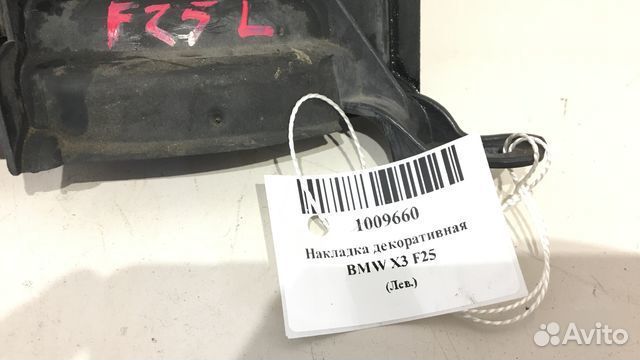 F25 L
1009660
Накладка декоративная
BMW X3 F25
(Лев.)
Avito